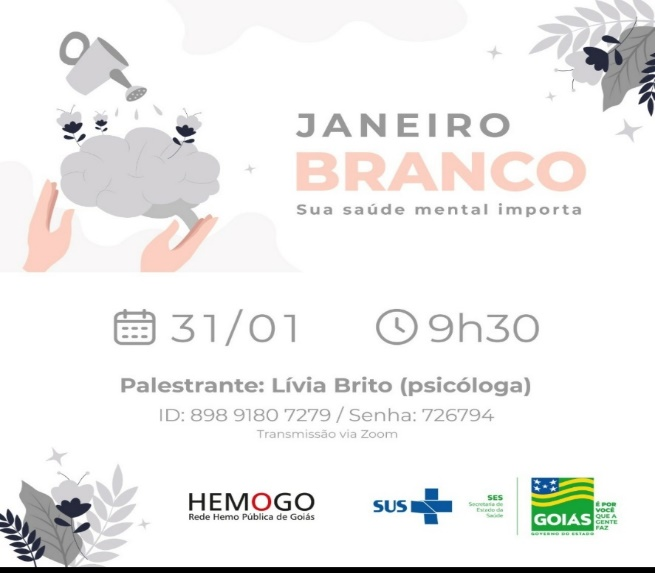 JANEIRO
BRANCO
Sua saúde mental importa
31/01
9h30
Palestrante: Lívia Brito (psicóloga)
ID: 898 9180 7279 / Senha: 726794
Transmissão via Zoom
HEMOGO
Rede Hemo Pública de Goiás
SUS
SES
Secretaria de
Estado da
Saúde
GOIÁS
GOVERNO DO ESTADO
É POR
VOCÊ
QUE A
GENTE
FAZ